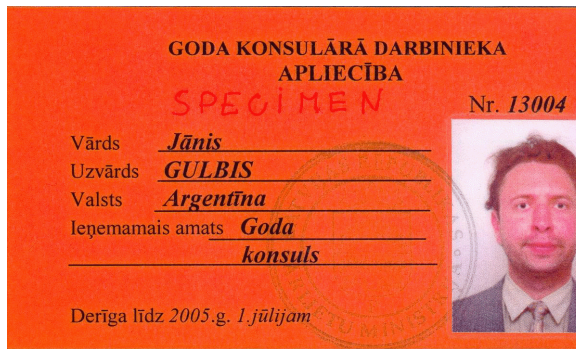 GODA KONSULĀRĀ DARBINIEKA
APLIECĪBA
SPECIMEN
Nr. 13004
Vārds Jānis
Uzvārds GULBIS
Valsts Argentīna
Ieņemamais amats Goda
konsuls
Derīga līdz 2005.g. 1.jūlijam